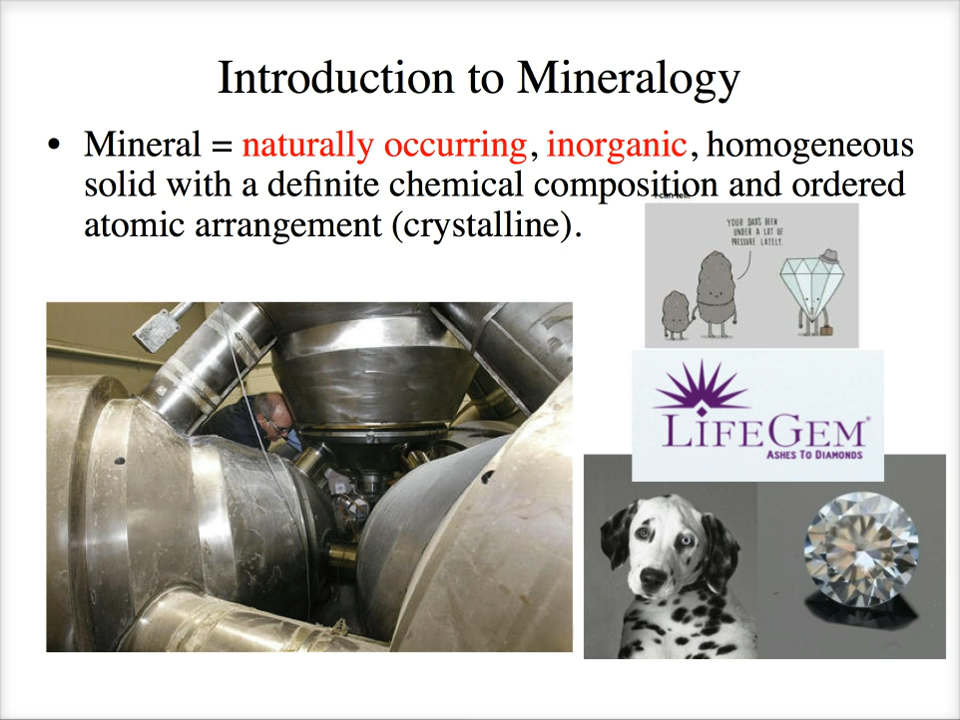 Introduction to Mineralogy
• Mineral = naturally occurring, inorganic, homogeneous
solid with a definite chemical composition and ordered
atomic arrangement (crystalline).
YOUR DAD'S BEEN
UNDER A LOT OF
PRESSURE LATELY.
LIFEGEM®
ASHES TO DIAMONDS